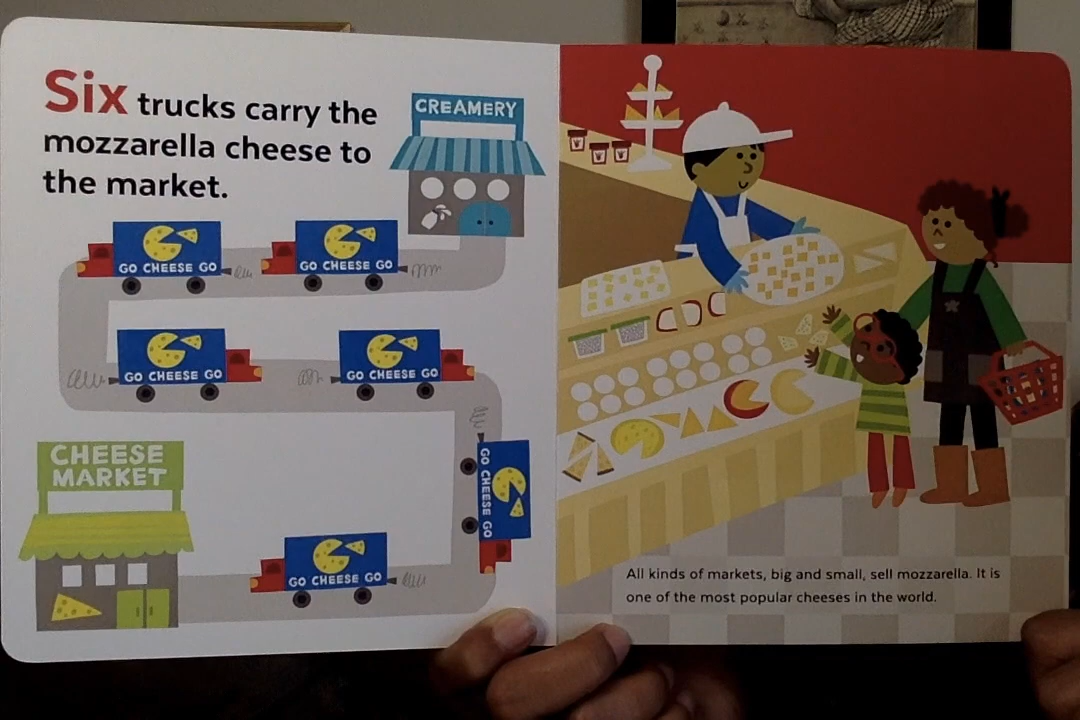 Six trucks carry the
mozzarella cheese to
the market.
CREAMERY
GO CHEESE GO
GO CHEESE GO
GO CHEESE GO
GO CHEESE GO
GO CHEESE GO
CHEESE
MARKET
GO CHEESE GO
All kinds of markets, big and small, sell mozzarella. It is
one of the most popular cheeses in the world.